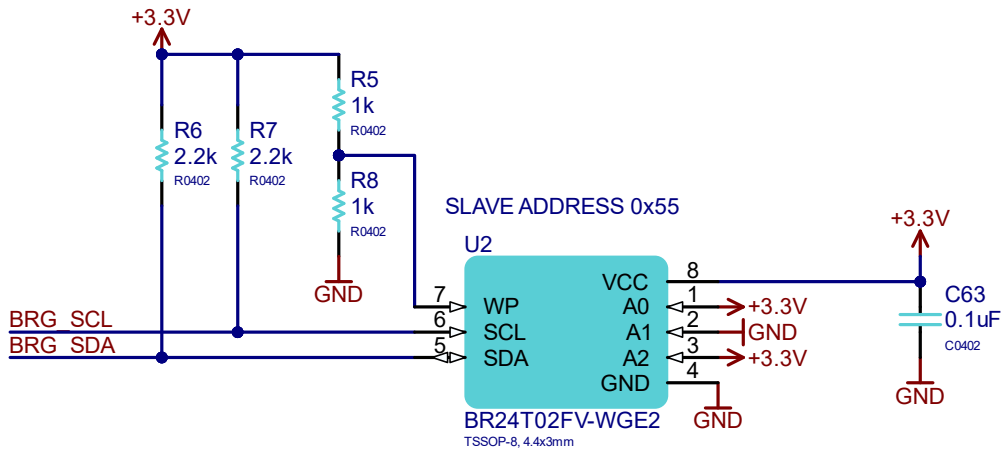 +3.3V
R5
1k
R0402
R6
2.2k
R0402
R7
2.2k
R0402
R8
1k
R0402
GND
SLAVE ADDRESS 0x55
U2
+3.3V
VCC 8
7 WP
A0 1 +3.3V
6 SCL
A1 2 GND
5 SDA
A2 3 +3.3V
GND 4
GND
BRG_SCL
BRG_SDA
C63
0.1uF
C0402
GND
BR24T02FV-WGE2
TSSOP-8, 4.4x3mm